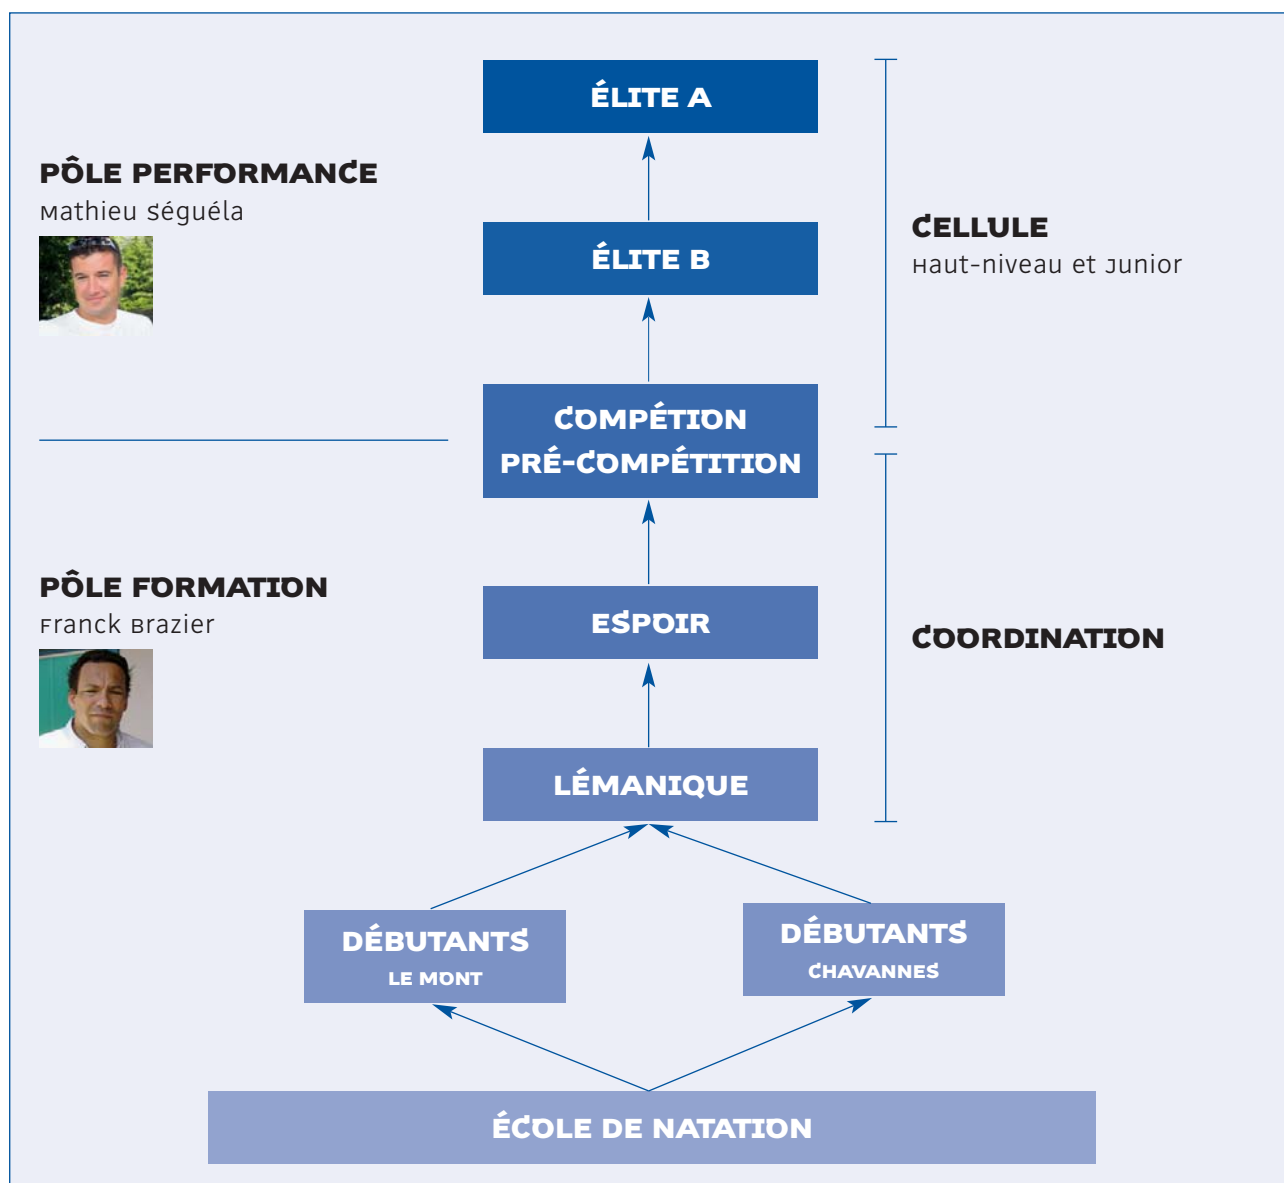 ÉLITE A
PÔLE PERFORMANCE
Mathieu Séguéla
ÉLITE B
CELLULE
Haut-niveau et Junior
COMPÉTION
PRÉ-COMPÉTITION
PÔLE FORMATION
Franck Brazier
ESPOIR
COORDINATION
LÉMANIQUE
DÉBUTANTS
LE MONT
DÉBUTANTS
CHAVANNES
ÉCOLE DE NATATION